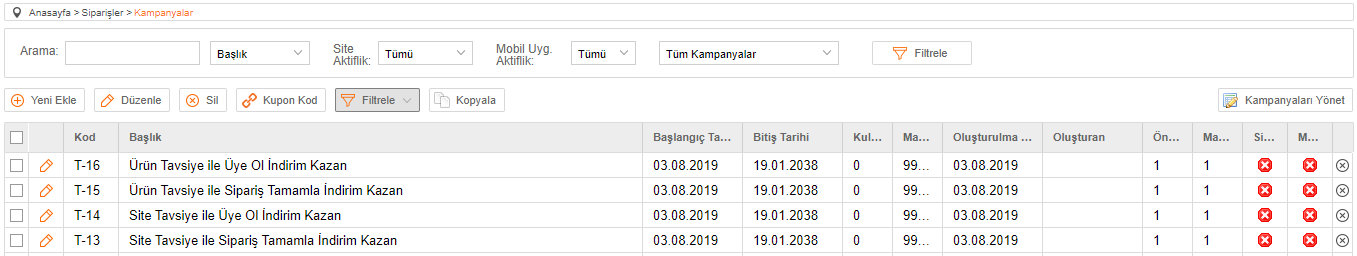 Anasayfa > Siparişler > Kampanyalar
Arama: Başlık Site Aktiflik: Tümü Mobil Uyg. Aktiflik: Tümü Tüm Kampanyalar Filtrele
Yeni Ekle Düzenle Sil Kupon Kod Filtrele Kopyala Kampanyaları Yönet
Kod Başlık Başlangıç Ta... Bitiş Tarihi Kul... Ma... Oluşturulma ... Oluşturan Ön... Ma... Si... M...
T-16 Ürün Tavsiye ile Üye Ol İndirim Kazan 03.08.2019 19.01.2038 0 99... 03.08.2019 1 1
T-15 Ürün Tavsiye ile Sipariş Tamamla İndirim Kazan 03.08.2019 19.01.2038 0 99... 03.08.2019 1 1
T-14 Site Tavsiye ile Üye Ol İndirim Kazan 03.08.2019 19.01.2038 0 99... 03.08.2019 1 1
T-13 Site Tavsiye ile Sipariş Tamamla İndirim Kazan 03.08.2019 19.01.2038 0 99... 03.08.2019 1 1